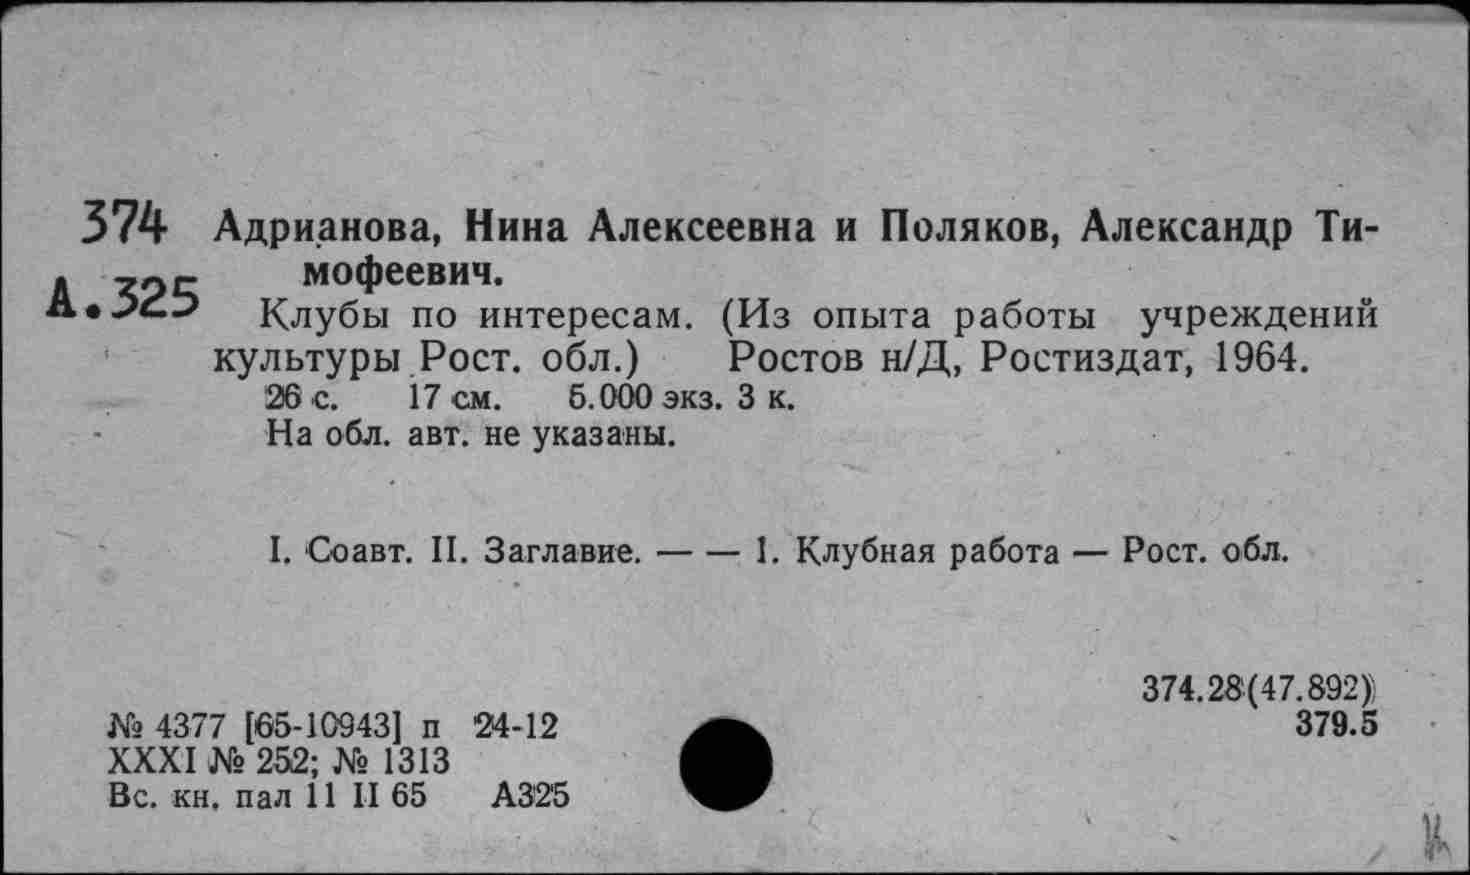 374 Адрианова, Нина Алексеевна и Поляков, Александр Ти-
мофеевич.
А.325
Клубы по интересам. (Из опыта работы учреждений
культуры Рост. обл.) Ростов н/Д, Ростиздат, 1964.
26 с. 17 см. 5.000 экз. 3 к.
На обл. авт. не указаны.
I. Соавт. II. Заглавие. — — 1. Клубная работа — Рост. обл.
374.28(47.892)
№ 4377 [65-10943] п 24-12
379.5
XXXI № 252; № 1313
Вс. кн. пал 11 II 65 А325